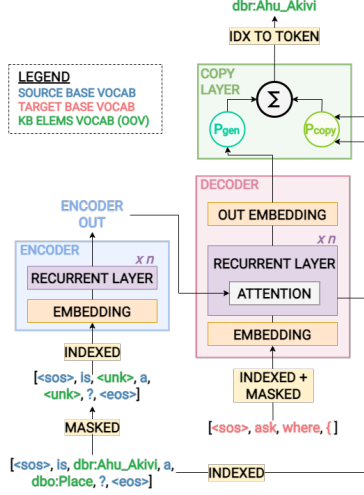 dbr:Ahu_Akivi
IDX TO TOKEN
LEGEND
SOURCE BASE VOCAB
TARGET BASE VOCAB
KB ELEMS VOCAB (OOV)
COPY
LAYER
Σ
Pgen
Pcopy
DECODER
OUT EMBEDDING
x n
RECURRENT LAYER
ATTENTION
EMBEDDING
ENCODER
OUT
ENCODER
x n
RECURRENT LAYER
EMBEDDING
INDEXED
[<sos>, is, <unk>, a,
<unk>, ?, <eos>]
MASKED
[<sos>, is, dbr:Ahu_Akivi, a,
dbo:Place, ?, <eos>]
INDEXED +
MASKED
[<sos>, ask, where, { ]
INDEXED